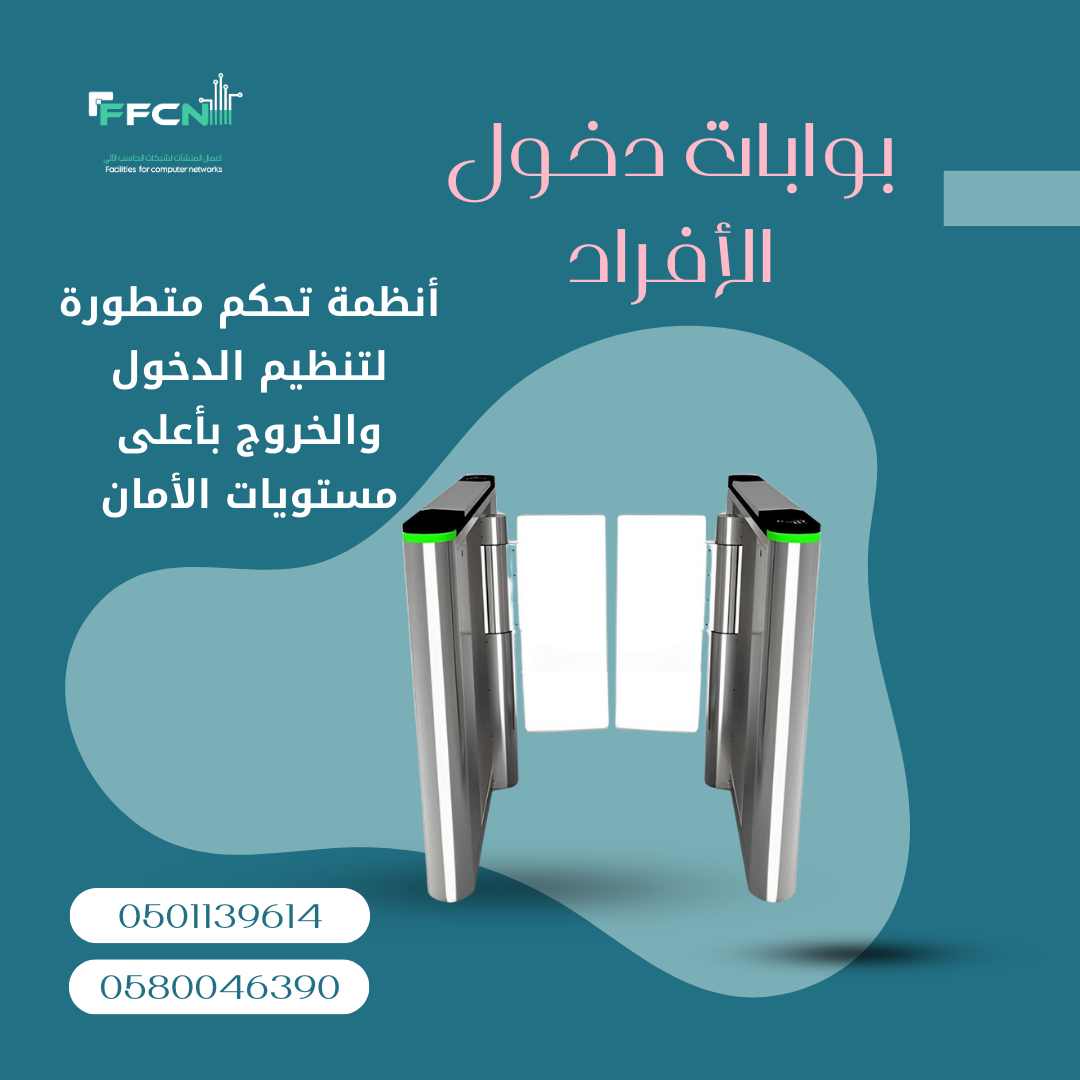 FFCN
أعمال المنشآت لشبكات الحاسب الآلي
Facilities for computer networks
بوابات دخول
الأفراد
أنظمة تحكم متطورة
لتنظيم الدخول
والخروج بأعلى
مستويات الأمان
0501139614
0580046390